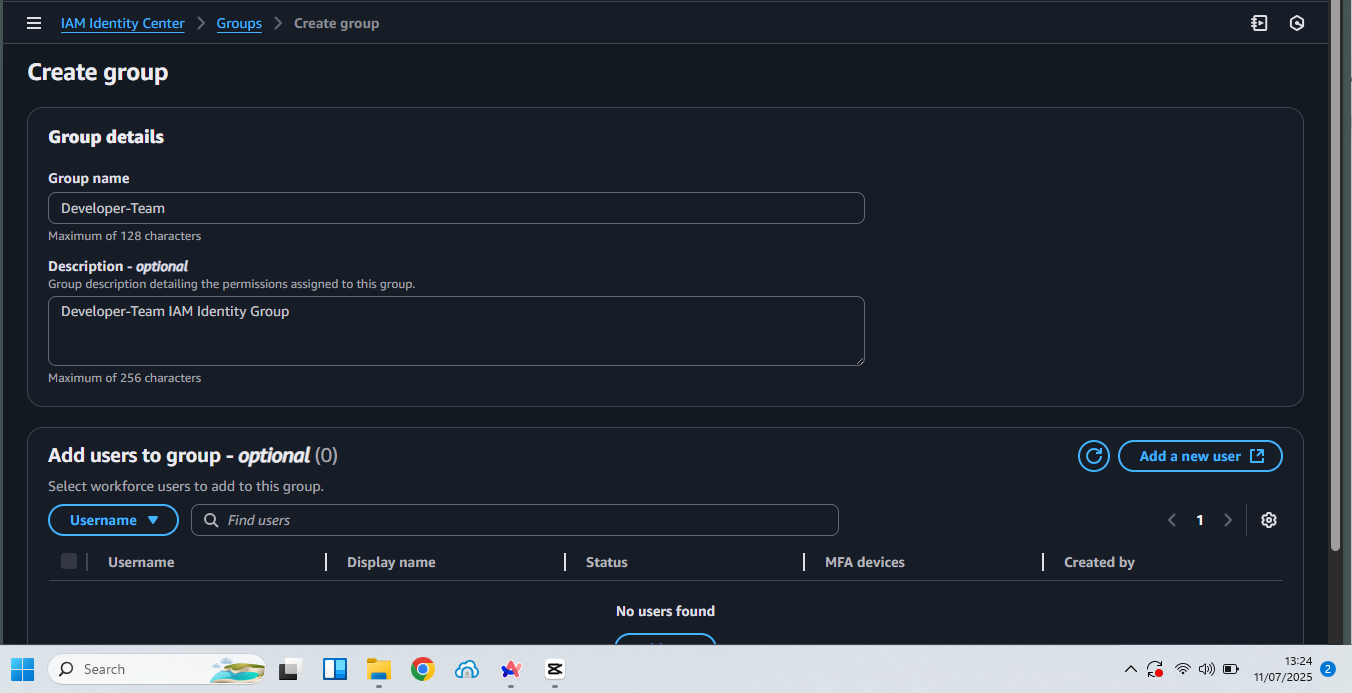 IAM Identity Center > Groups > Create group
Create group
Group details
Group name
Developer-Team
Maximum of 128 characters
Description - optional
Group description detailing the permissions assigned to this group.
Developer-Team IAM Identity Group
Maximum of 256 characters
Add users to group - optional (0)
Add a new user
Select workforce users to add to this group.
Username
Find users
1
Username Display name Status MFA devices Created by
No users found
Search
13:24
11/07/2025
2